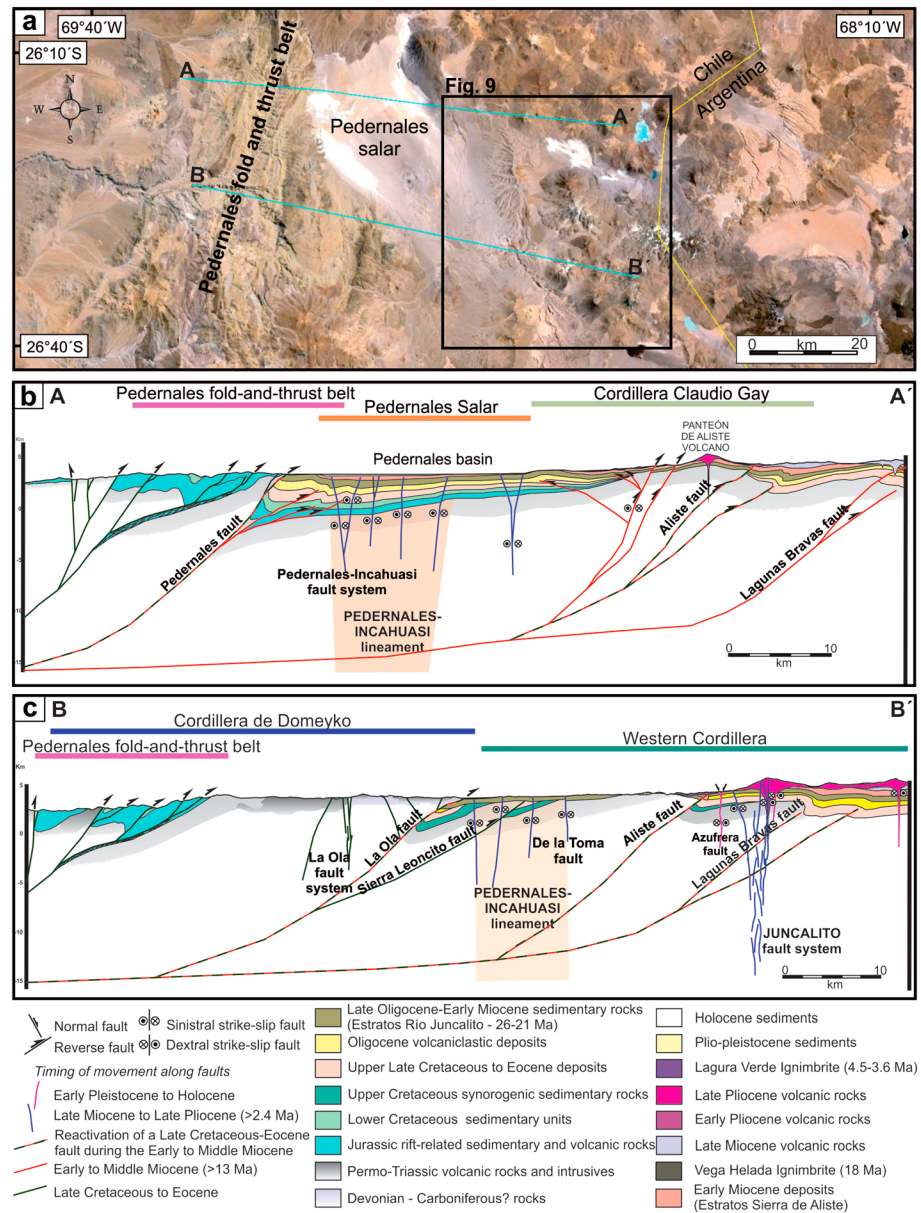 a
69°40´W
68°10´W
26°10´S
N
W
E
S
A
Pedernales fold and thrust belt
Fig. 9
Chile
Argentina
Pedernales
salar
A´
B
B´
26°40´S
0 20
km
b
A
A´
Pedernales fold-and-thrust belt
Cordillera Claudio Gay
Pedernales Salar
PANTEÓN
DE ALISTE
VOLCANO
Km
Pedernales basin
5
0
-5
-10
-15
Pedernales fault
Pedernales-Incahuasi
fault system
PEDERNALES-
INCAHUASI
lineament
Aliste fault
Lagunas Bravas fault
0 10
km
c
B
B´
Cordillera de Domeyko
Western Cordillera
Pedernales fold-and-thrust belt
Km
5
0
-5
-10
-15
La Ola
fault
system
La Ola fault
Sierra Leoncito fault
De la Toma
fault
PEDERNALES-
INCAHUASI
lineament
Aliste fault
Azufrera
fault
Lagunas Bravas fault
JUNCALITO
fault system
0 10
km
Normal fault
Sinistral strike-slip fault
Reverse fault
Dextral strike-slip fault
Timing of movement along faults
Early Pleistocene to Holocene
Late Miocene to Late Pliocene (>2.4 Ma)
Reactivation of a Late Cretaceous-Eocene
fault during the Early to Middle Miocene
Early to Middle Miocene (>13 Ma)
Late Cretaceous to Eocene
Late Oligocene-Early Miocene sedimentary rocks
(Estratos Río Juncalito - 26-21 Ma)
Oligocene volcaniclastic deposits
Upper Late Cretaceous to Eocene deposits
Upper Cretaceous synorogenic sedimentary rocks
Lower Cretaceous sedimentary units
Jurassic rift-related sedimentary and volcanic rocks
Permo-Triassic volcanic rocks and intrusives
Devonian - Carboniferous? rocks
Holocene sediments
Plio-pleistocene sediments
Lagura Verde Ignimbrite (4.5-3.6 Ma)
Late Pliocene volcanic rocks
Early Pliocene volcanic rocks
Late Miocene volcanic rocks
Vega Helada Ignimbrite (18 Ma)
Early Miocene deposits
(Estratos Sierra de Aliste)